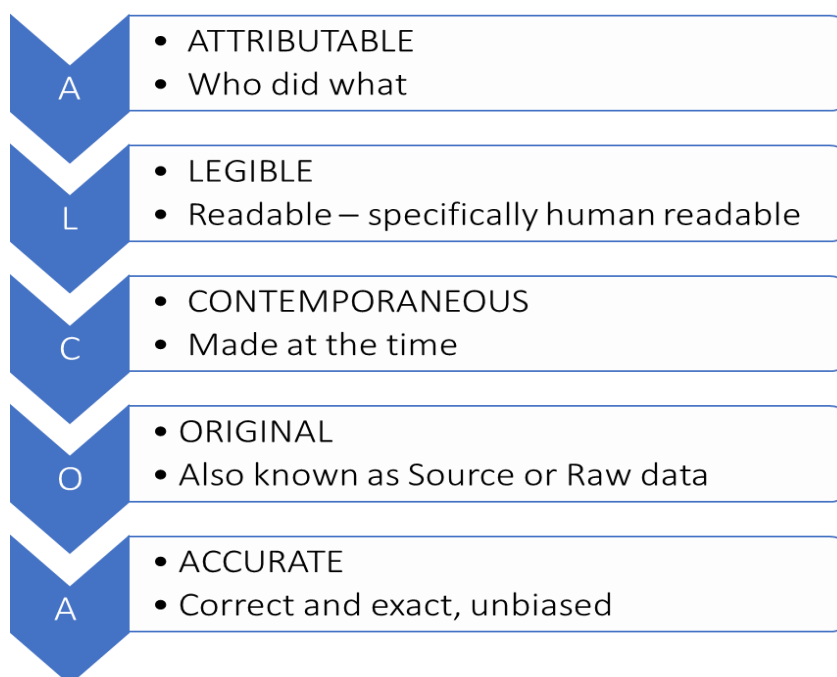 A
• ATTRIBUTABLE
• Who did what
L
• LEGIBLE
• Readable – specifically human readable
C
• CONTEMPORANEOUS
• Made at the time
O
• ORIGINAL
• Also known as Source or Raw data
A
• ACCURATE
• Correct and exact, unbiased